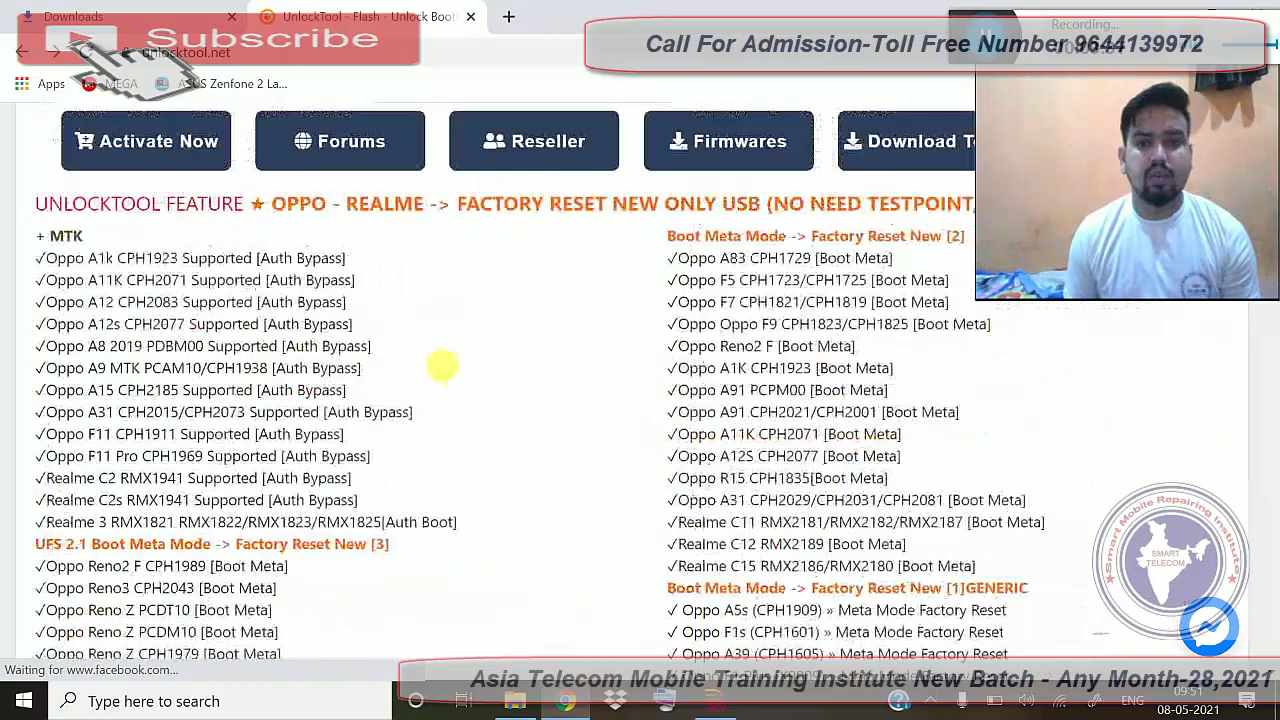 Downloads
UnlockTool - Flash - Unlock Boot
Subscribe
Recording...
Call For Admission-Toll Free Number 9644139972
unlocktool.net
Apps
MEGA
ASUS Zenfone 2 La...
Activate Now
Forums
Reseller
Firmwares
Download To
UNLOCKTOOL FEATURE ★ OPPO - REALME -> FACTORY RESET NEW ONLY USB (NO NEED TESTPOINT,
+ MTK
✓Oppo A1k CPH1923 Supported [Auth Bypass]
✓Oppo A11K CPH2071 Supported [Auth Bypass]
✓Oppo A12 CPH2083 Supported [Auth Bypass]
✓Oppo A12s CPH2077 Supported [Auth Bypass]
✓Oppo A8 2019 PDBM00 Supported [Auth Bypass]
✓Oppo A9 MTK PCAM10/CPH1938 [Auth Bypass]
✓Oppo A15 CPH2185 Supported [Auth Bypass]
✓Oppo A31 CPH2015/CPH2073 Supported [Auth Bypass]
✓Oppo F11 CPH1911 Supported [Auth Bypass]
✓Oppo F11 Pro CPH1969 Supported [Auth Bypass]
✓Realme C2 RMX1941 Supported [Auth Bypass]
✓Realme C2s RMX1941 Supported [Auth Bypass]
✓Realme 3 RMX1821 RMX1822/RMX1823/RMX1825[Auth Boot]
UFS 2.1 Boot Meta Mode -> Factory Reset New [3]
✓Oppo Reno2 F CPH1989 [Boot Meta]
✓Oppo Reno3 CPH2043 [Boot Meta]
✓Oppo Reno Z PCDT10 [Boot Meta]
✓Oppo Reno Z PCDM10 [Boot Meta]
✓Oppo Reno Z CPH1979 [Boot Meta]
Boot Meta Mode -> Factory Reset New [2]
✓Oppo A83 CPH1729 [Boot Meta]
✓Oppo F5 CPH1723/CPH1725 [Boot Meta]
✓Oppo F7 CPH1821/CPH1819 [Boot Meta]
✓Oppo Oppo F9 CPH1823/CPH1825 [Boot Meta]
✓Oppo Reno2 F [Boot Meta]
✓Oppo A1K CPH1923 [Boot Meta]
✓Oppo A91 PCPM00 [Boot Meta]
✓Oppo A91 CPH2021/CPH2001 [Boot Meta]
✓Oppo A11K CPH2071 [Boot Meta]
✓Oppo A12S CPH2077 [Boot Meta]
✓Oppo R15 CPH1835[Boot Meta]
✓Oppo A31 CPH2029/CPH2031/CPH2081 [Boot Meta]
✓Realme C11 RMX2181/RMX2182/RMX2187 [Boot Meta]
✓Realme C12 RMX2189 [Boot Meta]
✓Realme C15 RMX2186/RMX2180 [Boot Meta]
Boot Meta Mode -> Factory Reset New [1]GENERIC
✓ Oppo A5s (CPH1909) » Meta Mode Factory Reset
✓ Oppo F1s (CPH1601) » Meta Mode Factory Reset
✓ Oppo A39 (CPH1605) » Meta Mode Factory Reset
Smart Mobile Repairing Institute
SMART
TELECOM
Waiting for www.facebook.com...
Asia Telecom Mobile Training Institute New Batch - Any Month-28,2021
Type here to search
ENG
09:51
08-05-2021